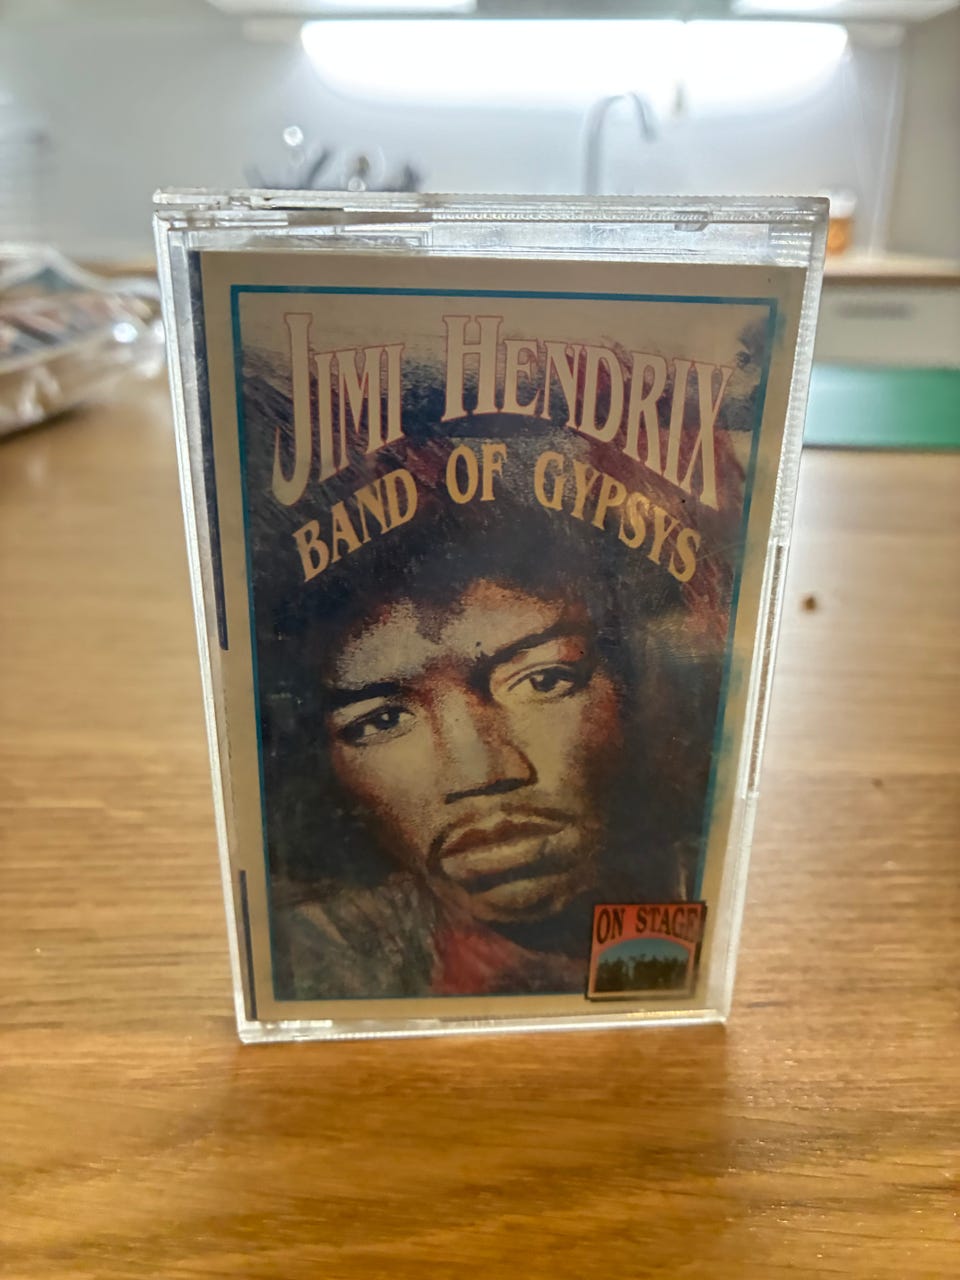 JIMI HENDRIX
BAND OF GYPSYS
ON STAGE